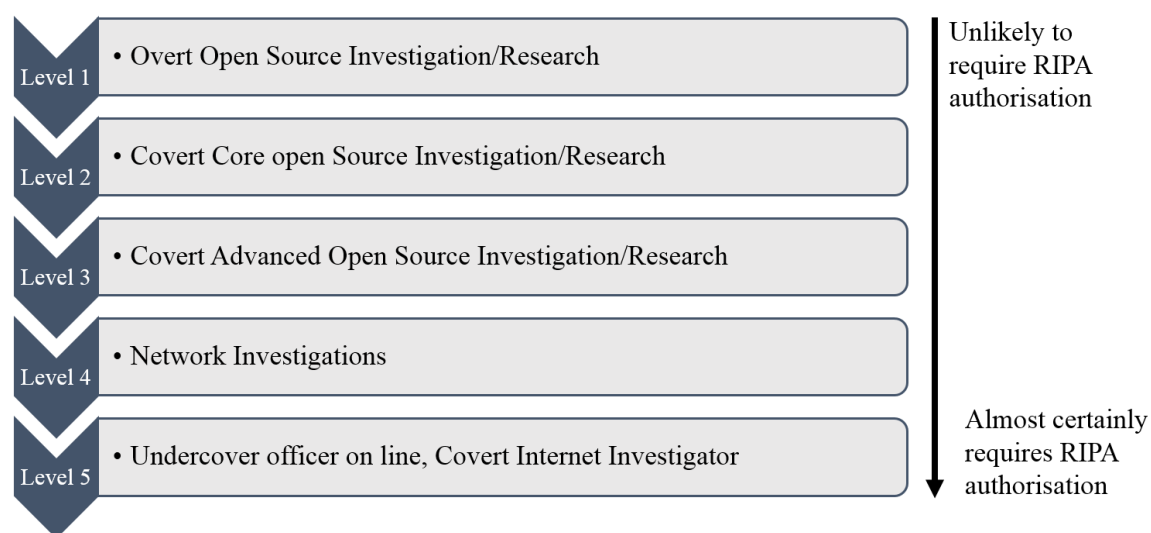 Level 1
• Overt Open Source Investigation/Research
Level 2
• Covert Core open Source Investigation/Research
Level 3
• Covert Advanced Open Source Investigation/Research
Level 4
• Network Investigations
Level 5
• Undercover officer on line, Covert Internet Investigator
Unlikely to
require RIPA
authorisation
Almost certainly
requires RIPA
authorisation